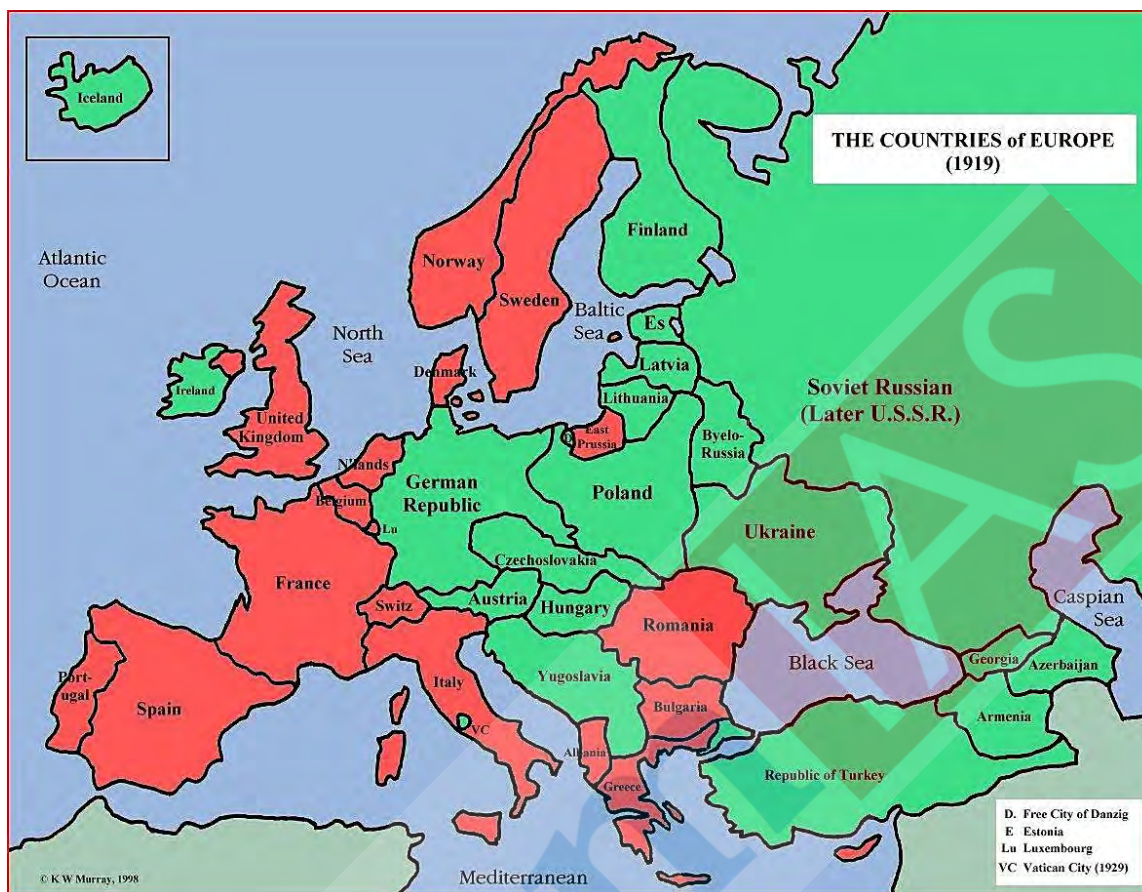 Iceland
THE COUNTRIES of EUROPE
(1919)
Atlantic
Ocean
Norway
Finland
Sweden
Baltic
Sea
North
Sea
Es
Latvia
Lithuania
Denmark
Ireland
United
Kingdom
Soviet Russian
(Later U.S.S.R.)
D
East
Prussia
Byelo-
Russia
N'lands
German
Republic
Poland
Belgium
Lu
Ukraine
Czechoslovakia
France
Switz
Austria
Hungary
Romania
Caspian
Sea
Black Sea
Georgia
Azerbaijan
Port-
ugal
Spain
Italy
Yugoslavia
Bulgaria
Armenia
VC
Albania
Greece
Republic of Turkey
D. Free City of Danzig
E Estonia
Lu Luxembourg
VC Vatican City (1929)
© K W Murray, 1998
Mediterranean